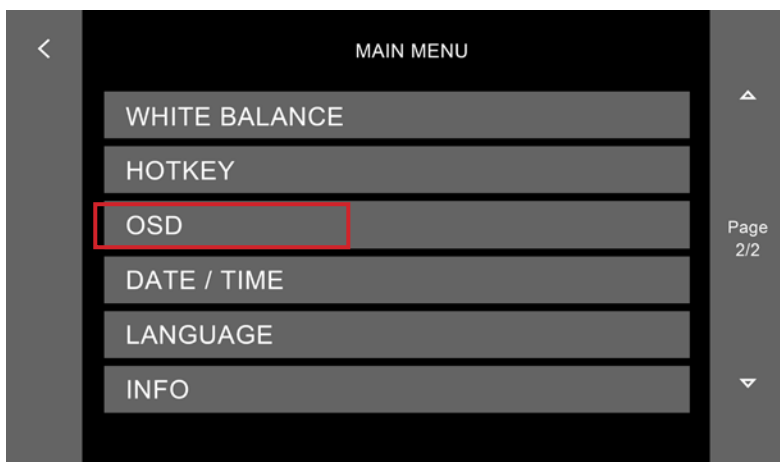 MAIN MENU
WHITE BALANCE
HOTKEY
OSD
DATE / TIME
LANGUAGE
INFO
Page
2/2